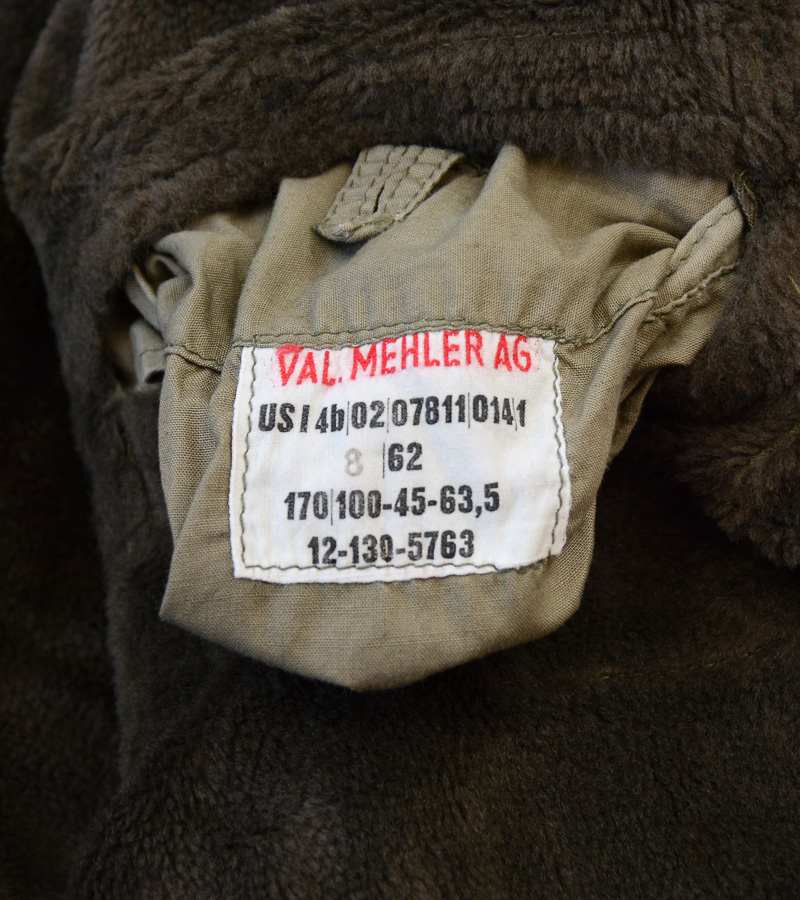 VAL. MEHLER AG
US I 4b|02|07811|0141
8 |62
170|100-45-63,5
12-130-5763